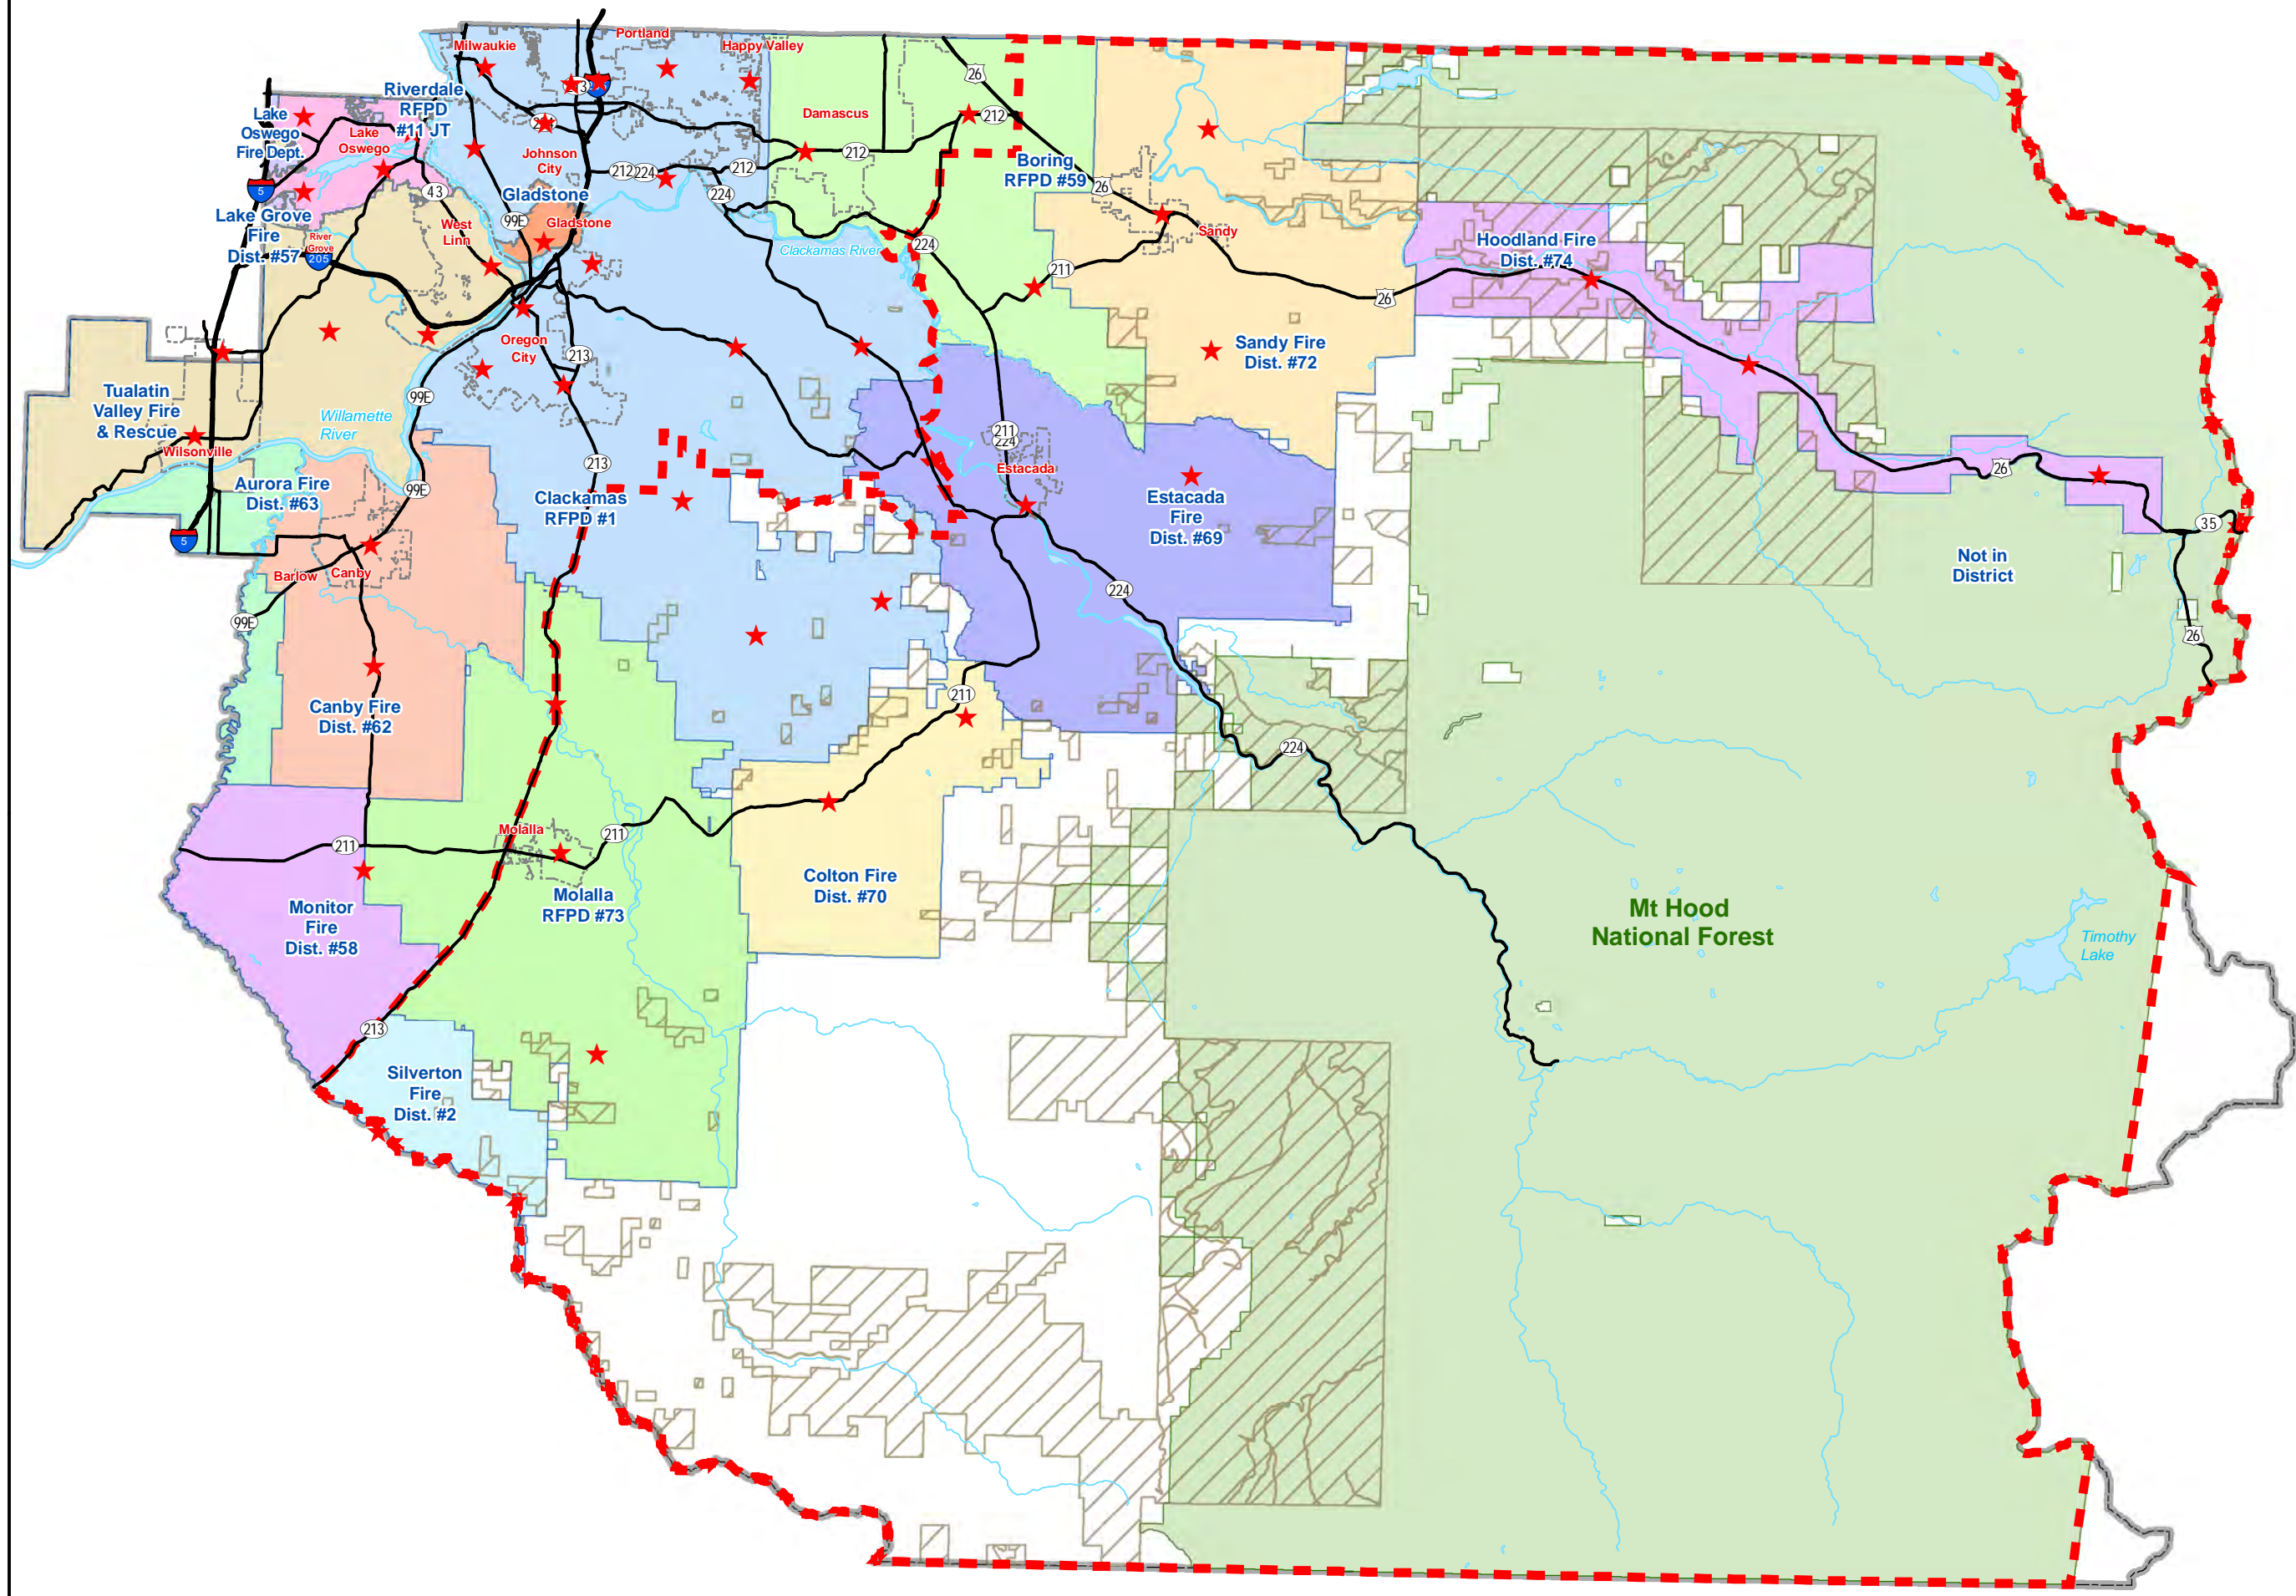 Portland
Milwaukie
Happy Valley
26
Riverdale
RFPD
#11 JT
Lake
Oswego
Fire Dept.
Lake
Oswego
Damascus
212
212
Johnson
City
212
224
212
224
Boring
RFPD #59
26
5
43
Gladstone
99E
Gladstone
Lake Grove
Fire
Dist. #57
River
Grove
205
West
Linn
Clackamas River
224
Sandy
211
Hoodland Fire
Dist. #74
26
Oregon
City
213
Sandy Fire
Dist. #72
Tualatin
Valley Fire
& Rescue
99E
Willamette
River
Wilsonville
211
224
Estacada
213
26
Aurora Fire
Dist. #63
99E
Clackamas
RFPD #1
Estacada
Fire
Dist. #69
35
5
Barlow
Canby
Not in
District
224
99E
26
211
Canby Fire
Dist. #62
224
Molalla
211
211
Colton Fire
Dist. #70
Molalla
RFPD #73
Monitor
Fire
Dist. #58
Mt Hood
National Forest
Timothy
Lake
213
Silverton
Fire
Dist. #2